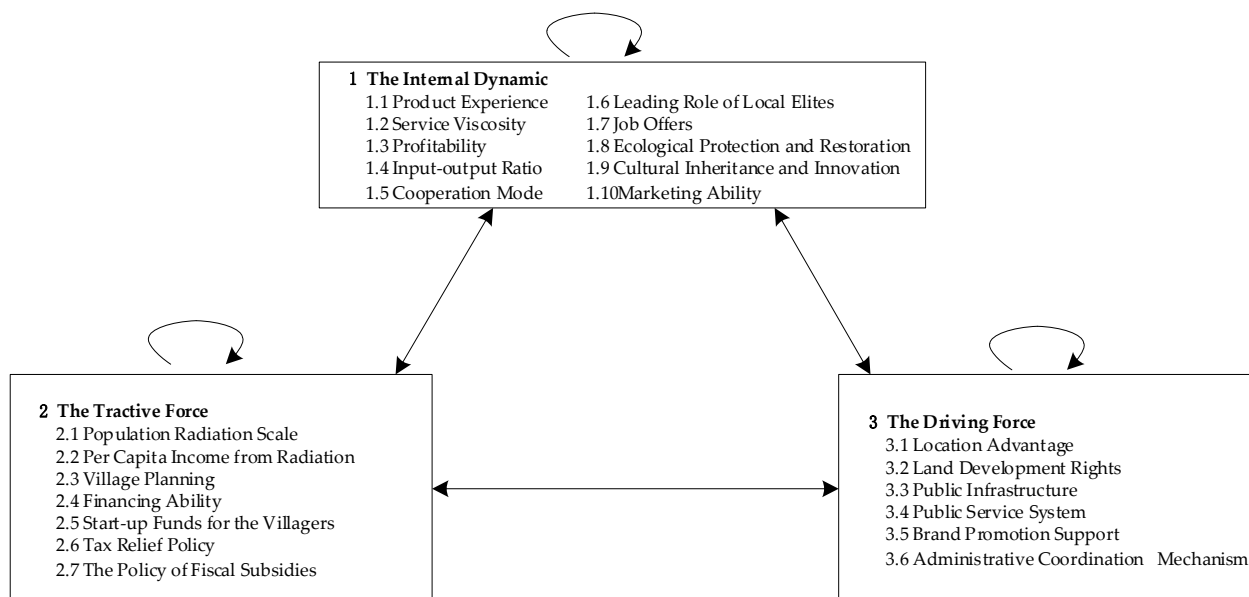 1 The Internal Dynamic
1.1 Product Experience
1.2 Service Viscosity
1.3 Profitability
1.4 Input-output Ratio
1.5 Cooperation Mode
1.6 Leading Role of Local Elites
1.7 Job Offers
1.8 Ecological Protection and Restoration
1.9 Cultural Inheritance and Innovation
1.10Marketing Ability
2 The Tractive Force
2.1 Population Radiation Scale
2.2 Per Capita Income from Radiation
2.3 Village Planning
2.4 Financing Ability
2.5 Start-up Funds for the Villagers
2.6 Tax Relief Policy
2.7 The Policy of Fiscal Subsidies
3 The Driving Force
3.1 Location Advantage
3.2 Land Development Rights
3.3 Public Infrastructure
3.4 Public Service System
3.5 Brand Promotion Support
3.6 Administrative Coordination Mechanism